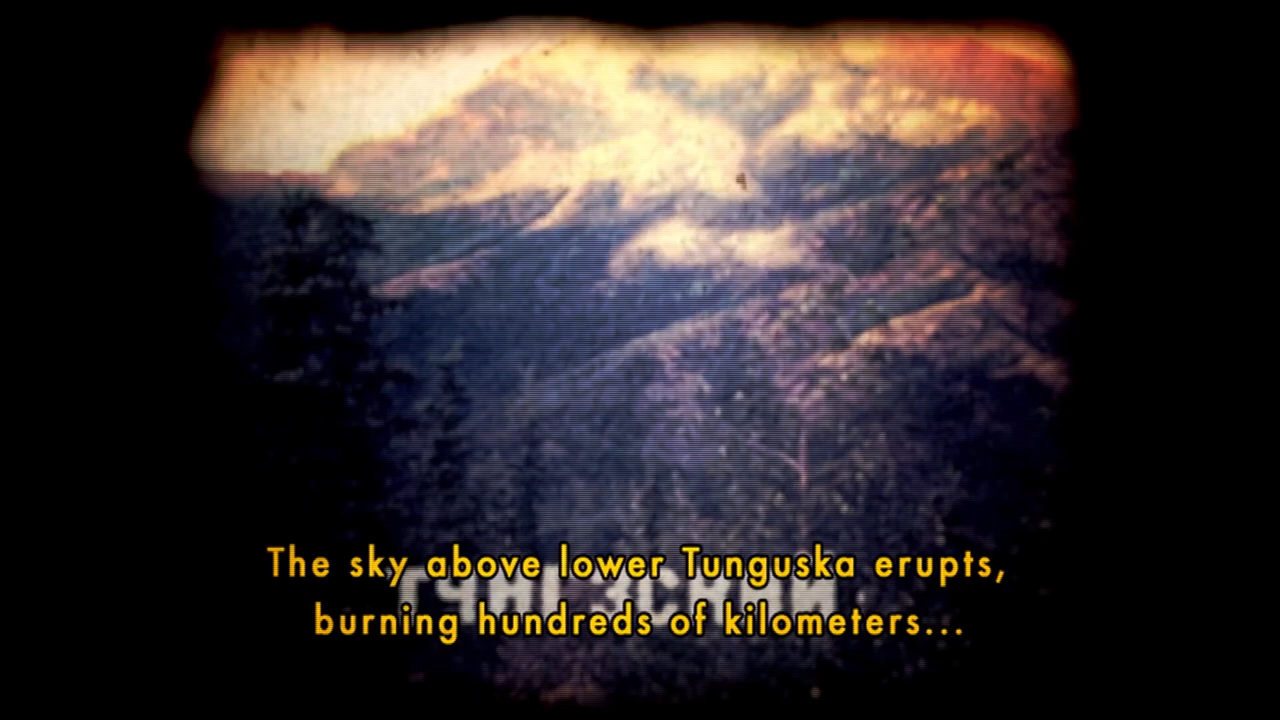 The sky above lower Tunguska erupts,
burning hundreds of kilometers...